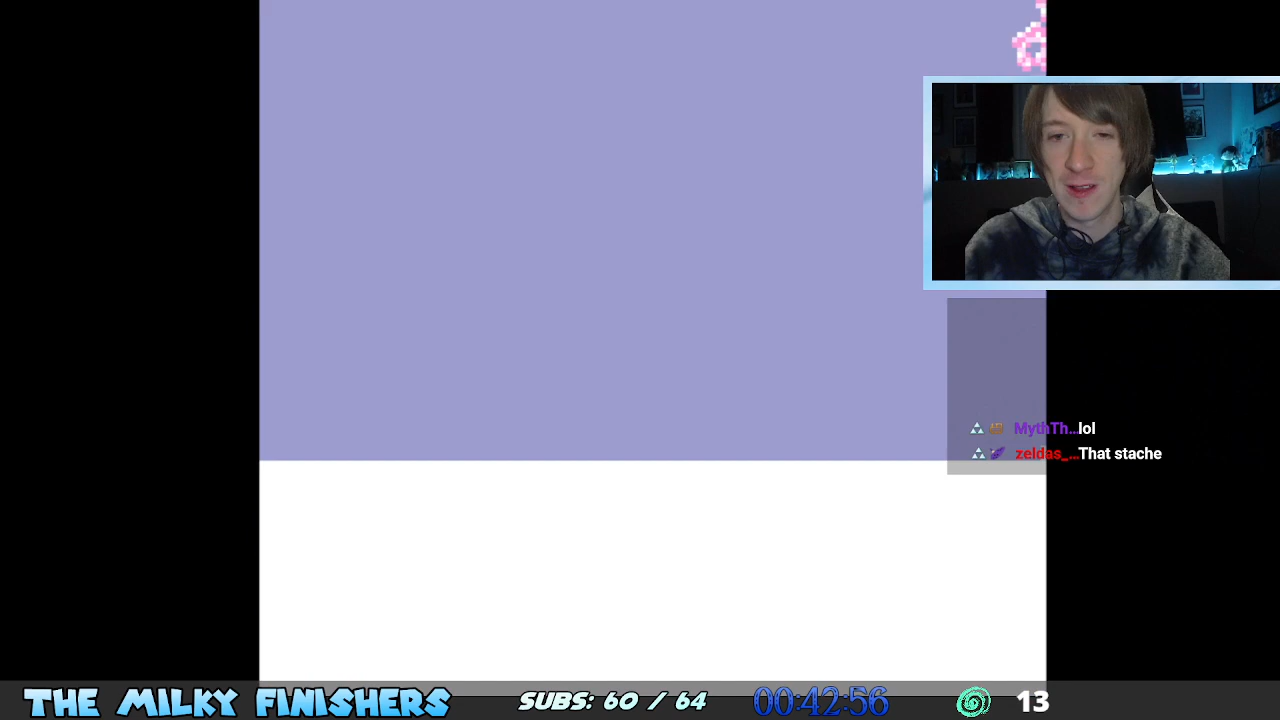 MythTh...lol
zeldas_...That stache
THE MILKY FINISHERS
SUBS: 60 / 64
00:42:56
13